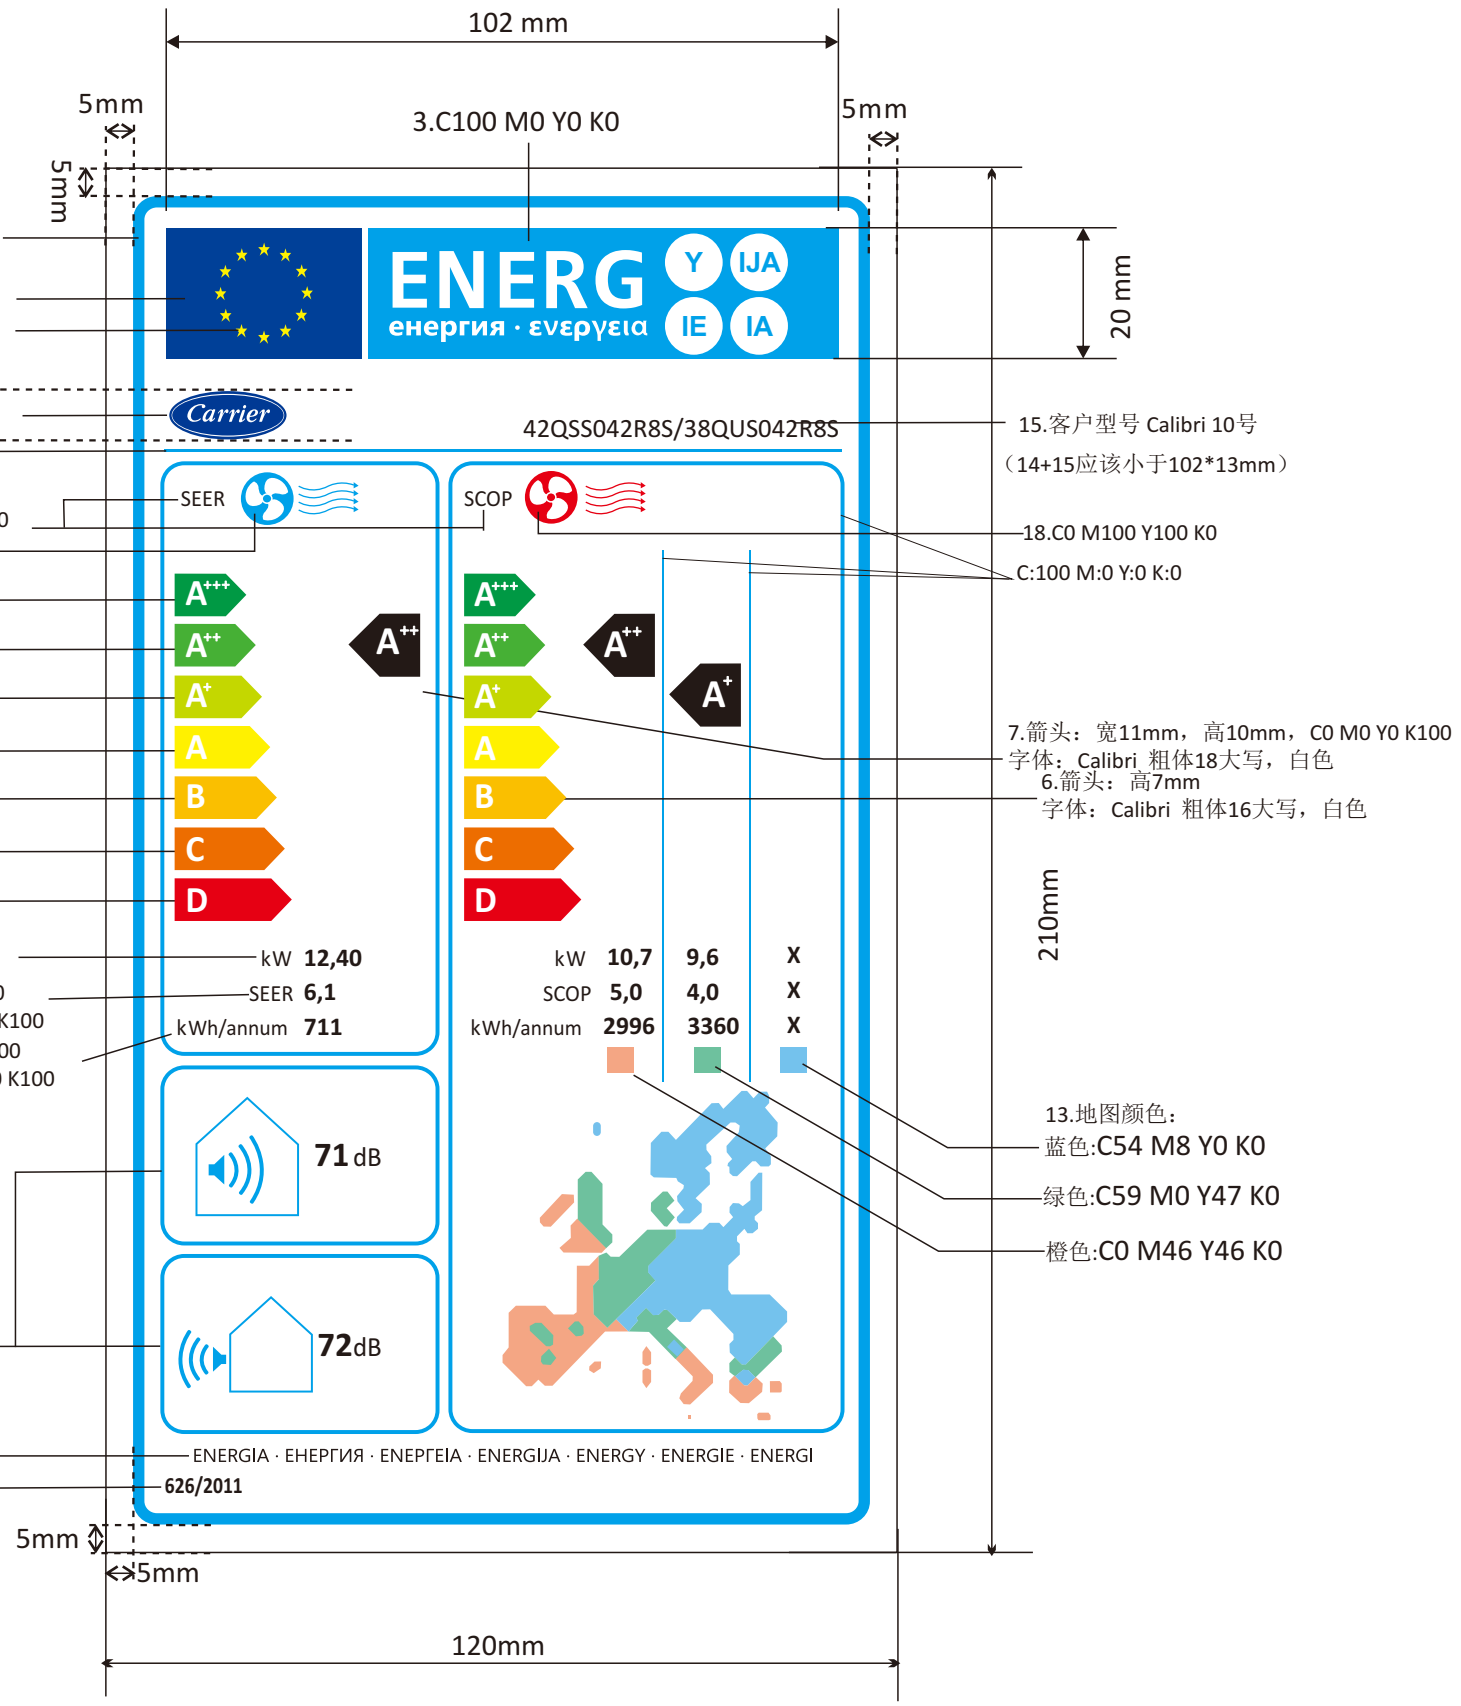 102 mm
5mm
3.C100 M0 Y0 K0
5mm
5mm
ENERG
Y
IJA
енергия · ενεργεια
IE
IA
20 mm
Carrier
42QSS042R8S/38QUS042R8S
15.客户型号 Calibri 10号
（14+15应该小于102*13mm）
SEER
SCOP
0
18.C0 M100 Y100 K0
C:100 M:0 Y:0 K:0
A+++
A+++
A++
A++
A++
A++
A+
A+
A+
A
A
7.箭头：宽11mm，高10mm，C0 M0 Y0 K100
字体：Calibri 粗体18大写，白色
6.箭头：高7mm
字体：Calibri 粗体16大写，白色
B
B
C
C
D
D
210mm
kW 12,40
kW 10,7 9,6 X
SEER 6,1
SCOP 5,0 4,0 X
kWh/annum 711
kWh/annum 2996 3360 X
0
K100
00
0 K100
71 dB
13.地图颜色：
蓝色:C54 M8 Y0 K0
绿色:C59 M0 Y47 K0
橙色:C0 M46 Y46 K0
72dB
ENERGIA · ЕНЕРГИЯ · ΕΝΕΡΓΕΙΑ · ENERGIJA · ENERGY · ENERGIE · ENERGI
626/2011
5mm
5mm
120mm